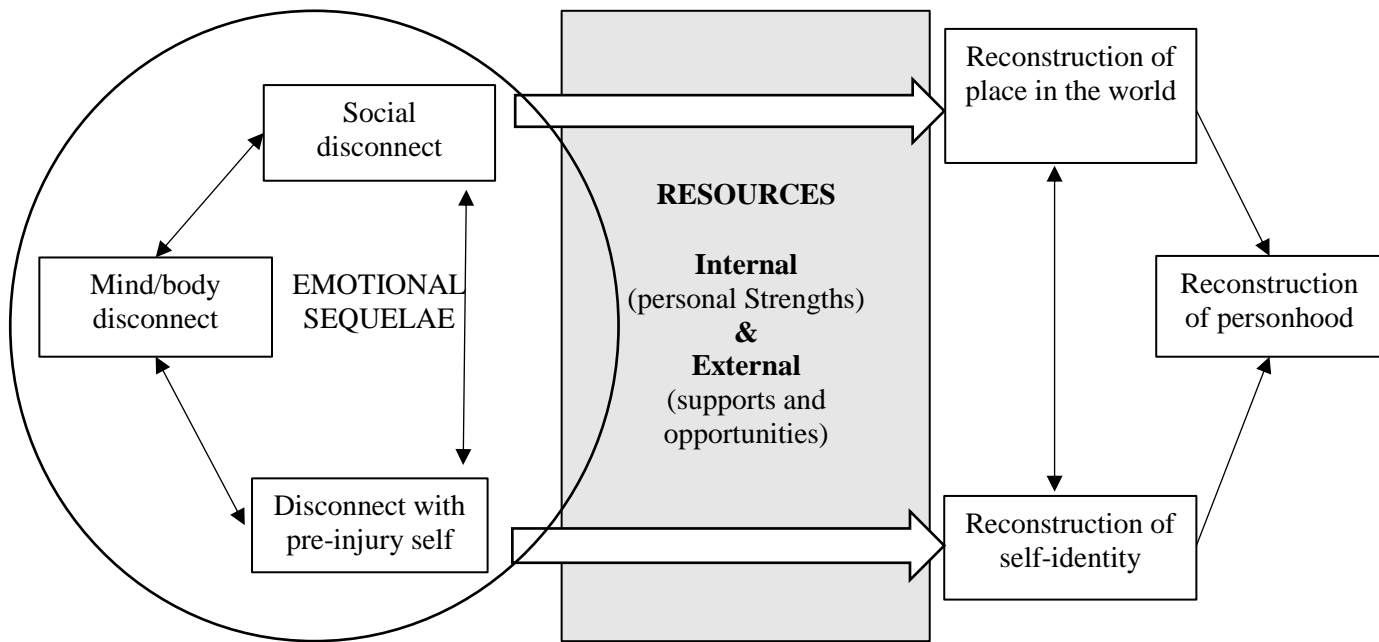 Social
disconnect
Mind/body
disconnect
EMOTIONAL
SEQUELAE
Disconnect with
pre-injury self
RESOURCES
Internal
(personal Strengths)
&
External
(supports and
opportunities)
Reconstruction of
place in the world
Reconstruction of
self-identity
Reconstruction
of personhood